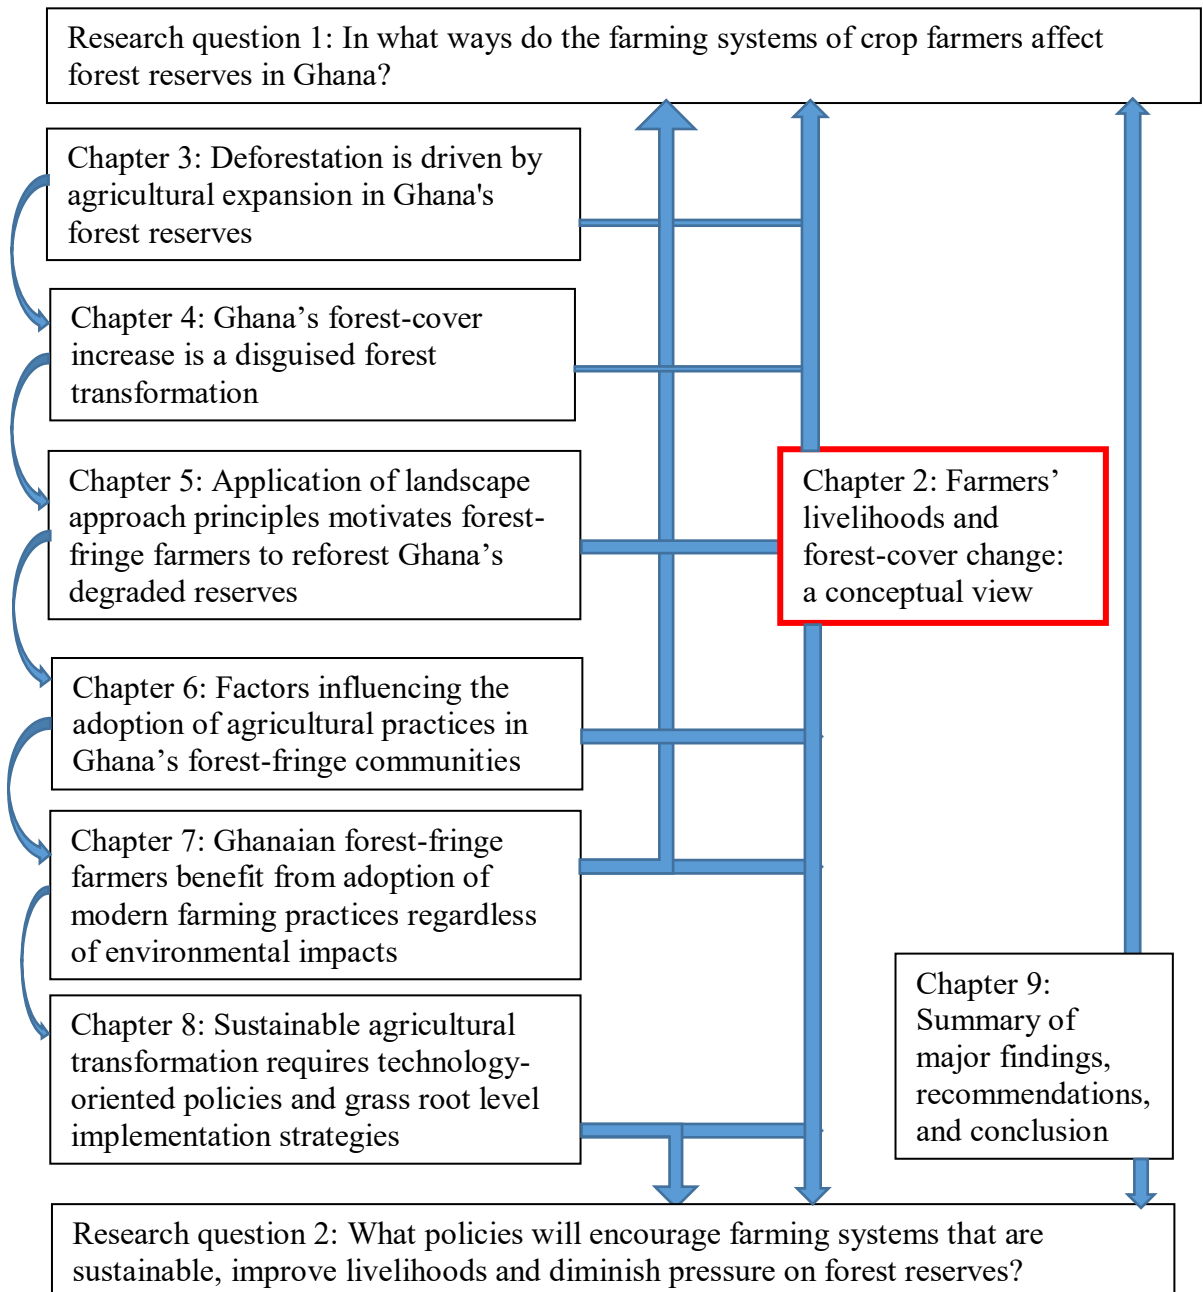 Research question 1: In what ways do the farming systems of crop farmers affect
forest reserves in Ghana?
Chapter 3: Deforestation is driven by
agricultural expansion in Ghana's
forest reserves
Chapter 4: Ghana’s forest-cover
increase is a disguised forest
transformation
Chapter 5: Application of landscape
approach principles motivates forest-
fringe farmers to reforest Ghana’s
degraded reserves
Chapter 2: Farmers’
livelihoods and
forest-cover change:
a conceptual view
Chapter 6: Factors influencing the
adoption of agricultural practices in
Ghana’s forest-fringe communities
Chapter 7: Ghanaian forest-fringe
farmers benefit from adoption of
modern farming practices regardless
of environmental impacts
Chapter 8: Sustainable agricultural
transformation requires technology-
oriented policies and grass root level
implementation strategies
Chapter 9:
Summary of
major findings,
recommendations,
and conclusion
Research question 2: What policies will encourage farming systems that are
sustainable, improve livelihoods and diminish pressure on forest reserves?